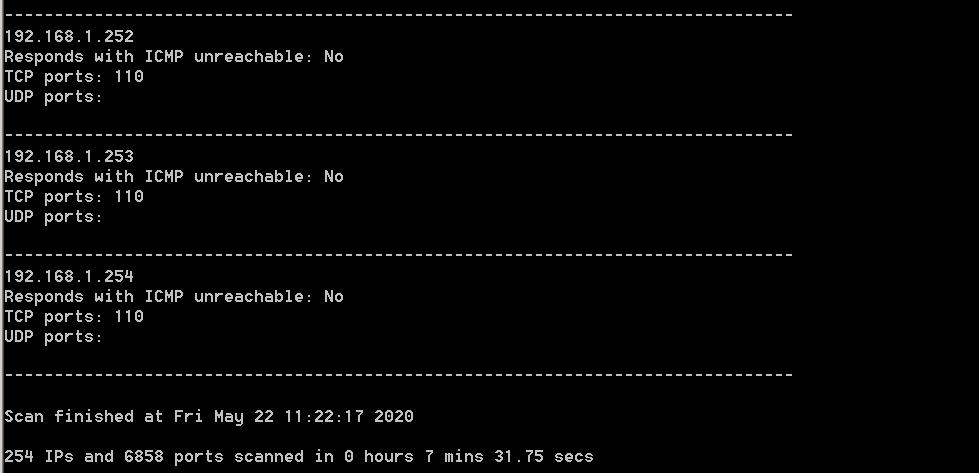 -------------------------------------------------------------------------------
192.168.1.252
Responds with ICMP unreachable: No
TCP ports: 110
UDP ports:
-------------------------------------------------------------------------------
192.168.1.253
Responds with ICMP unreachable: No
TCP ports: 110
UDP ports:
-------------------------------------------------------------------------------
192.168.1.254
Responds with ICMP unreachable: No
TCP ports: 110
UDP ports:
-------------------------------------------------------------------------------
Scan finished at Fri May 22 11:22:17 2020
254 IPs and 6858 ports scanned in 0 hours 7 mins 31.75 secs